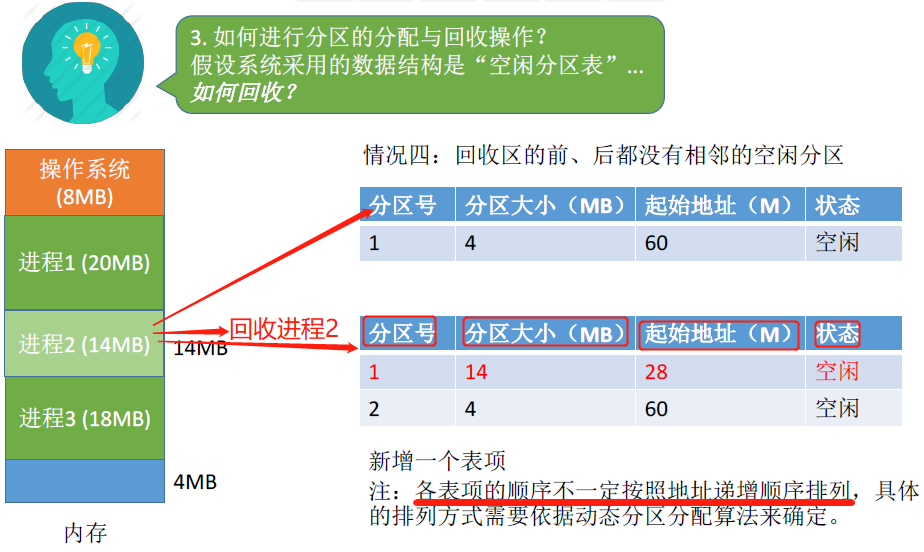 3. 如何进行分区的分配与回收操作？
假设系统采用的数据结构是“空闲分区表”...
如何回收？
情况四：回收区的前、后都没有相邻的空闲分区
操作系统
(8MB)
进程1 (20MB)
进程2 (14MB)
14MB
进程3 (18MB)
4MB
内存
回收进程2
分区号 分区大小（MB） 起始地址（M） 状态
1 4 60 空闲
分区号 分区大小（MB） 起始地址（M） 状态
1 14 28 空闲
2 4 60 空闲
新增一个表项
注：各表项的顺序不一定按照地址递增顺序排列，具体
的排列方式需要依据动态分区分配算法来确定。